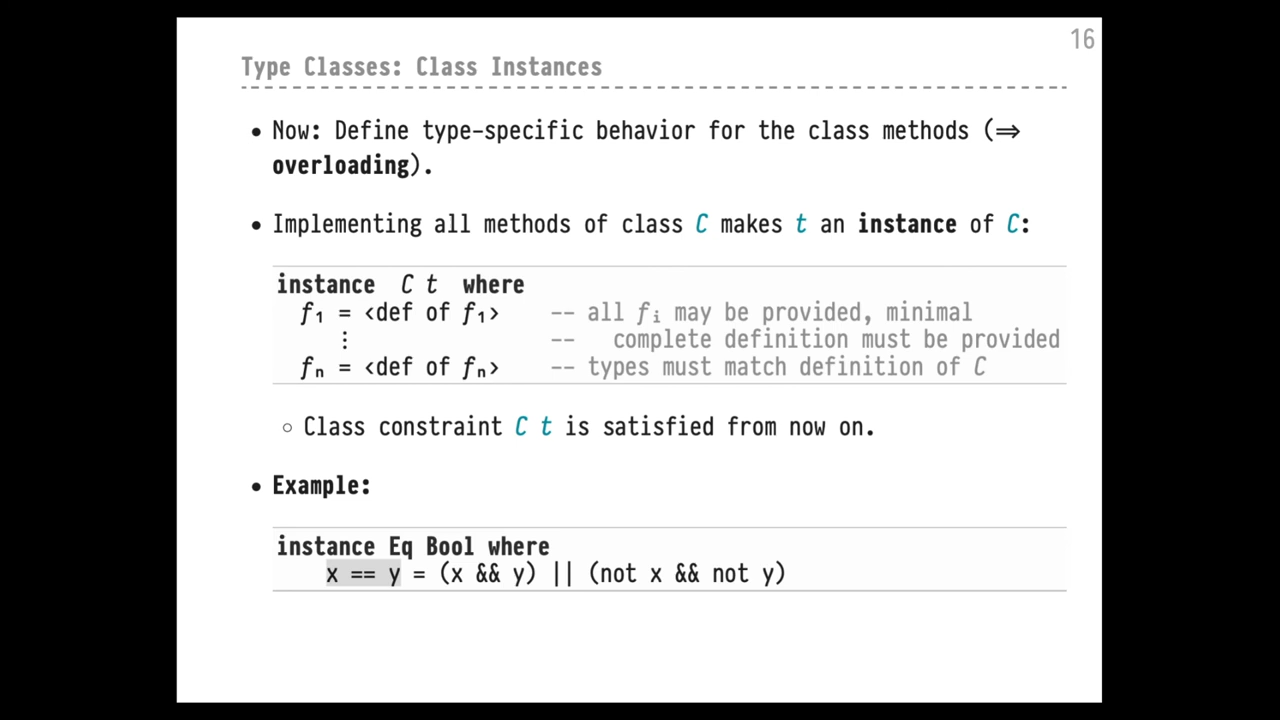 16
Type Classes: Class Instances
• Now: Define type-specific behavior for the class methods (⇒
overloading).
• Implementing all methods of class C makes t an instance of C:
instance C t where
f₁ = <def of f₁> -- all fᵢ may be provided, minimal
⋮ -- complete definition must be provided
fₙ = <def of fₙ> -- types must match definition of C
○ Class constraint C t is satisfied from now on.
• Example:
instance Eq Bool where
x == y = (x && y) || (not x && not y)